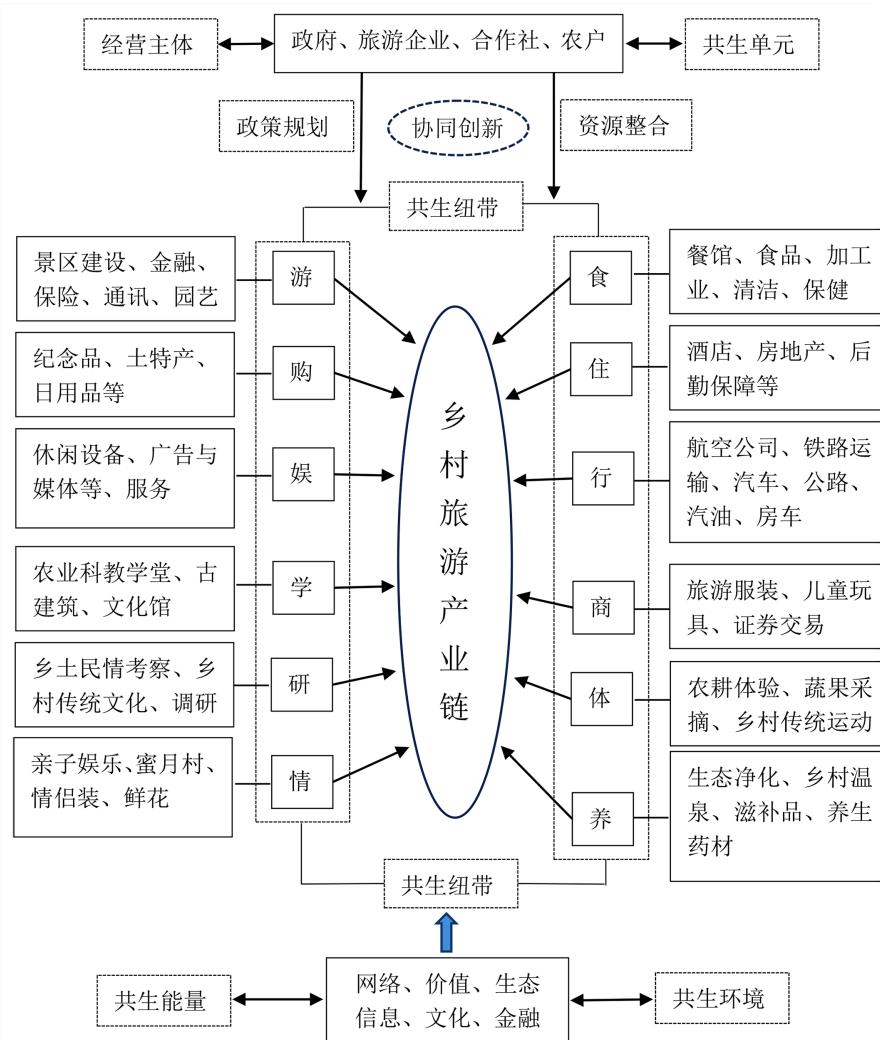 经营主体
政府、旅游企业、合作社、农户
共生单元
政策规划
协同创新
资源整合
共生纽带
景区建设、金融、
保险、通讯、园艺
游
纪念品、土特产、
日用品等
购
休闲设备、广告与
媒体等、服务
娱
农业科教学堂、古
建筑、文化馆
学
乡土民情考察、乡
村传统文化、调研
研
亲子娱乐、蜜月村、
情侣装、鲜花
情
乡村旅游产业链
食
餐馆、食品、加工
业、清洁、保健
住
酒店、房地产、后
勤保障等
行
航空公司、铁路运
输、汽车、公路、
汽油、房车
商
旅游服装、儿童玩
具、证券交易
体
农耕体验、蔬果采
摘、乡村传统运动
养
生态净化、乡村温
泉、滋补品、养生
药材
共生纽带
共生能量
网络、价值、生态
信息、文化、金融
共生环境